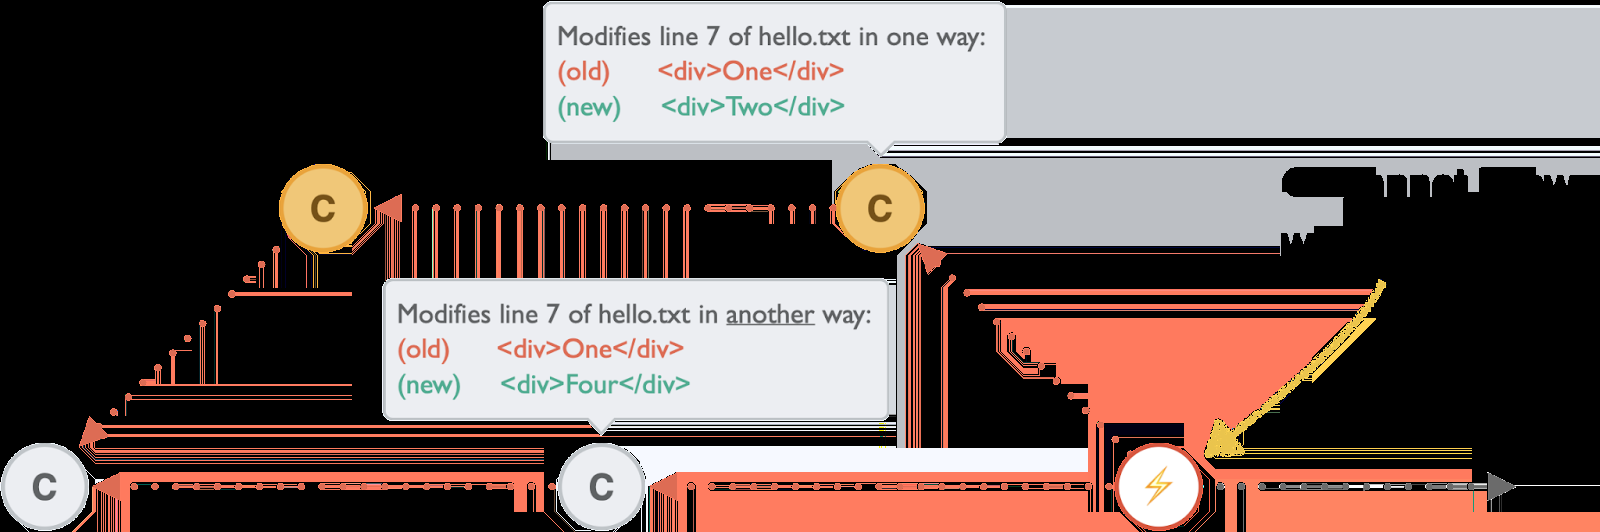 Modifies line 7 of hello.txt in one way:
(old) <div>One</div>
(new) <div>Two</div>
C
C
Modifies line 7 of hello.txt in another way:
(old) <div>One</div>
(new) <div>Four</div>
C
C